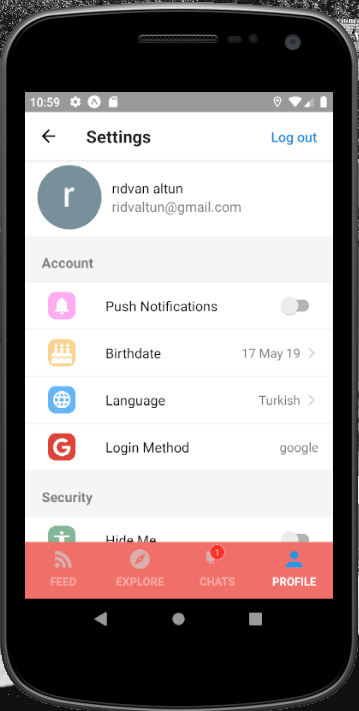 10:59
Settings
Log out
r
rıdvan altun
ridvaltun@gmail.com
Account
Push Notifications
Birthdate
17 May 19
Language
Turkish
G
Login Method
google
Security
Hide Me
1
FEED
EXPLORE
CHATS
PROFILE